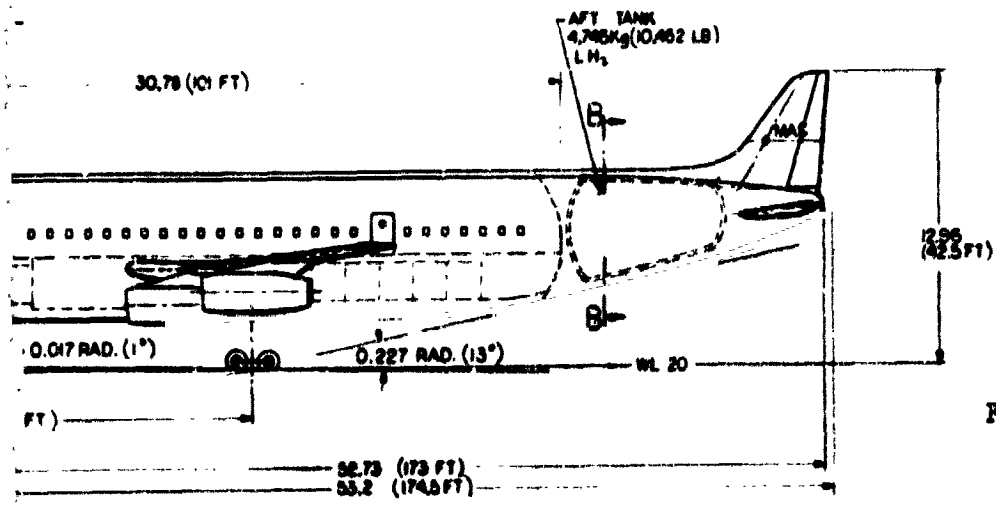 AFT TANK
4,745Kg(10,462 LB)
LH₂
30.78 (101 FT)
B
MAC
12.95
(42.5 FT)
B
0.017 RAD. (1°)
0.227 RAD. (13°)
WL 20
FT)
52.73 (173 FT)
53.2 (174.5 FT)